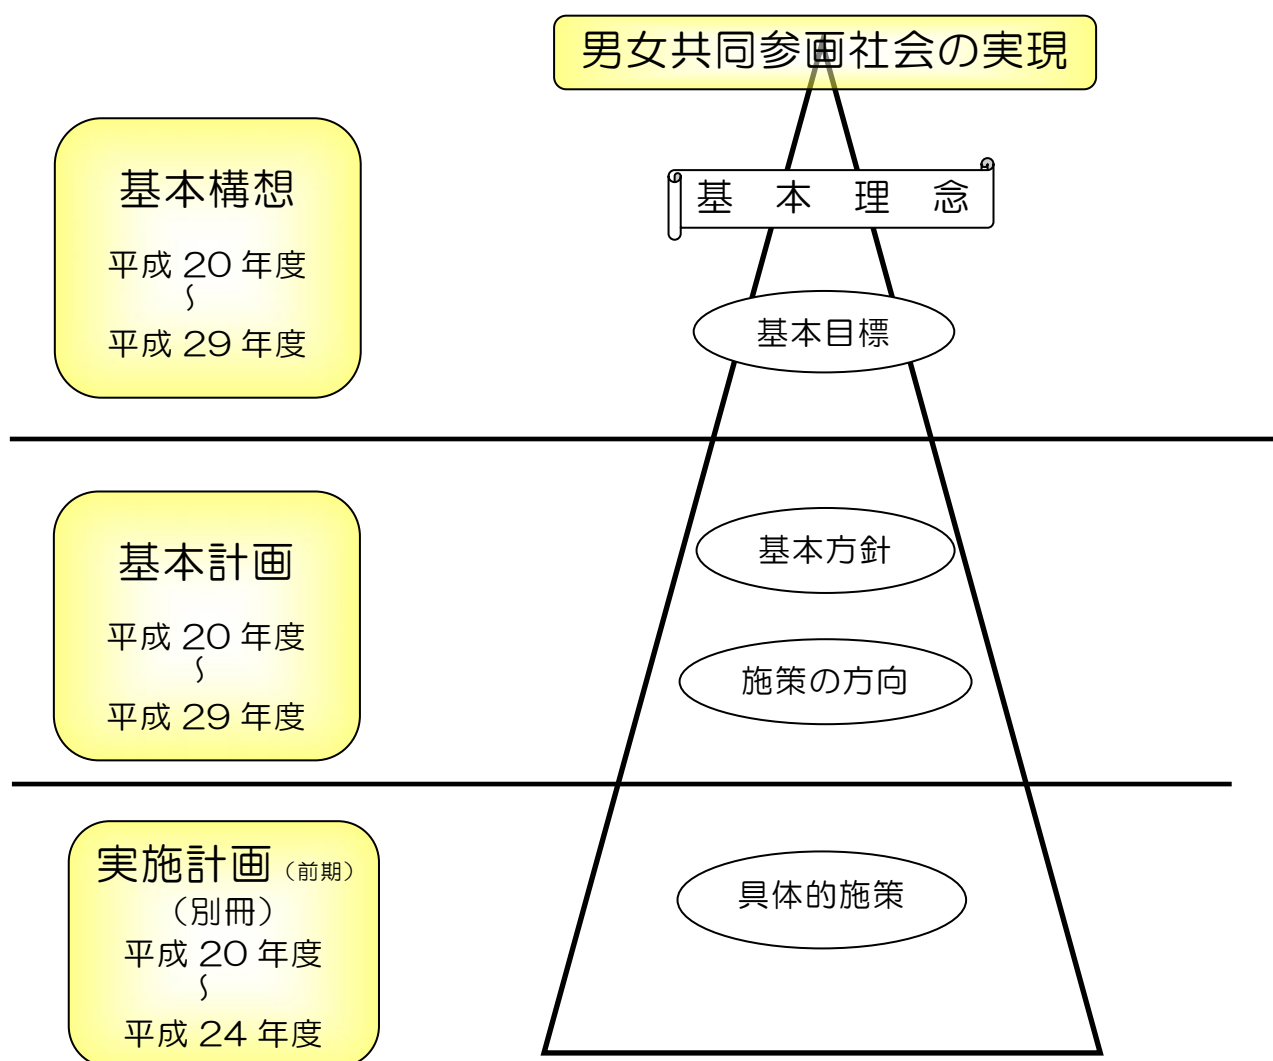 男女共同参画社会の実現
基本構想
平成 20 年度
～
平成 29 年度
基 本 理 念
基本目標
基本計画
平成 20 年度
～
平成 29 年度
基本方針
施策の方向
実施計画（前期）
（別冊）
平成 20 年度
～
平成 24 年度
具体的施策